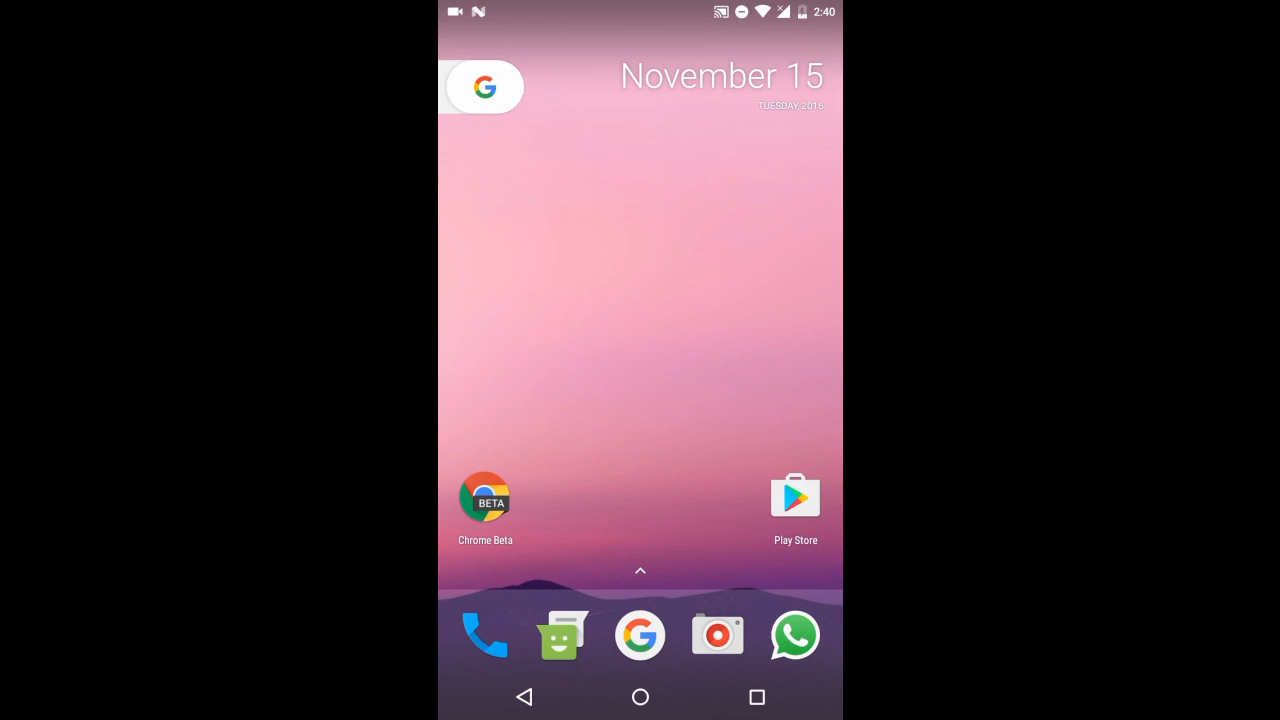 2:40
November 15
TUESDAY, 2016
BETA
Chrome Beta
Play Store